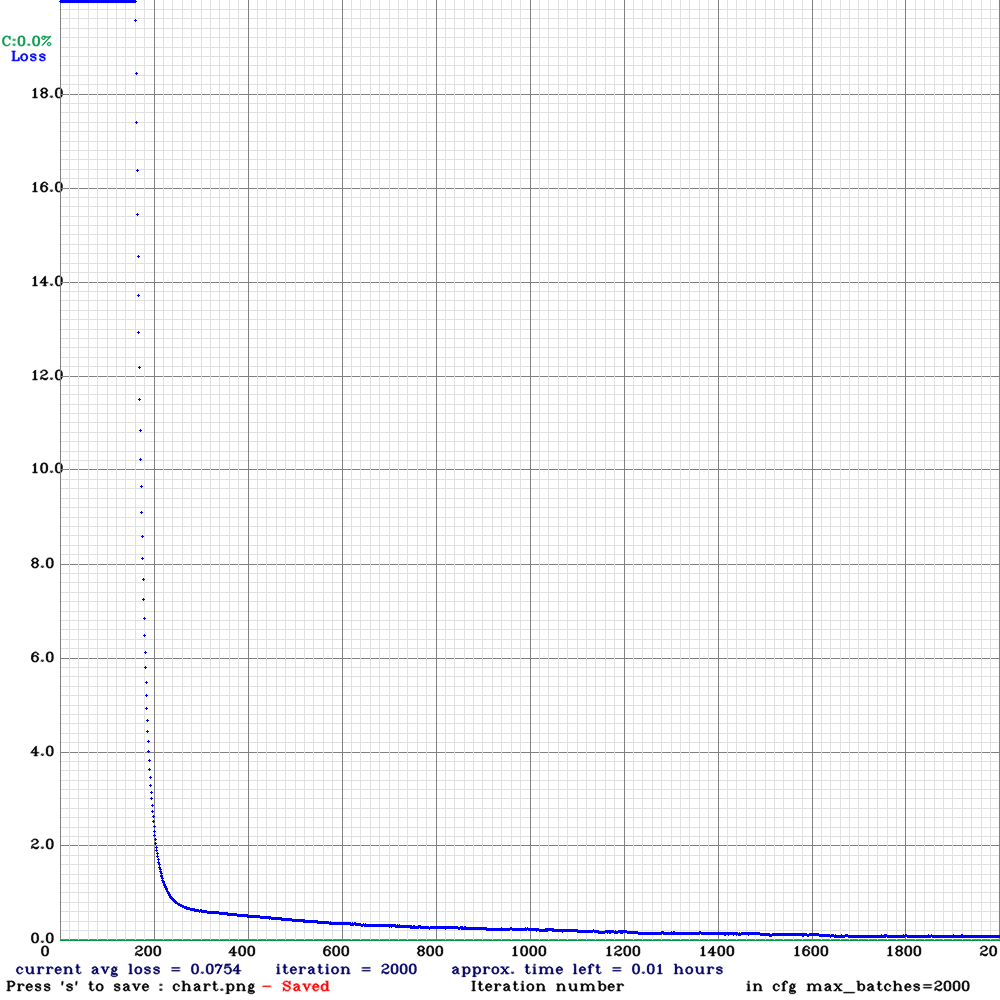 C:0.0%
Loss
18.0
16.0
14.0
12.0
10.0
8.0
6.0
4.0
2.0
0.0
0 200 400 600 800 1000 1200 1400 1600 1800 20
current avg loss = 0.0754 iteration = 2000 approx. time left = 0.01 hours
Press 's' to save : chart.png - Saved Iteration number in cfg max_batches=2000